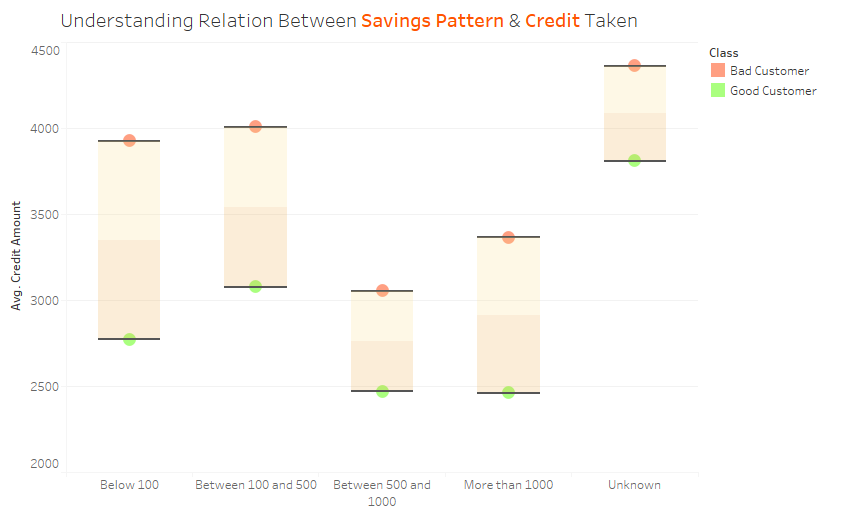 Understanding Relation Between Savings Pattern & Credit Taken
Class
Bad Customer
Good Customer
Avg. Credit Amount
4500
4000
3500
3000
2500
2000
Below 100
Between 100 and 500
Between 500 and
1000
More than 1000
Unknown